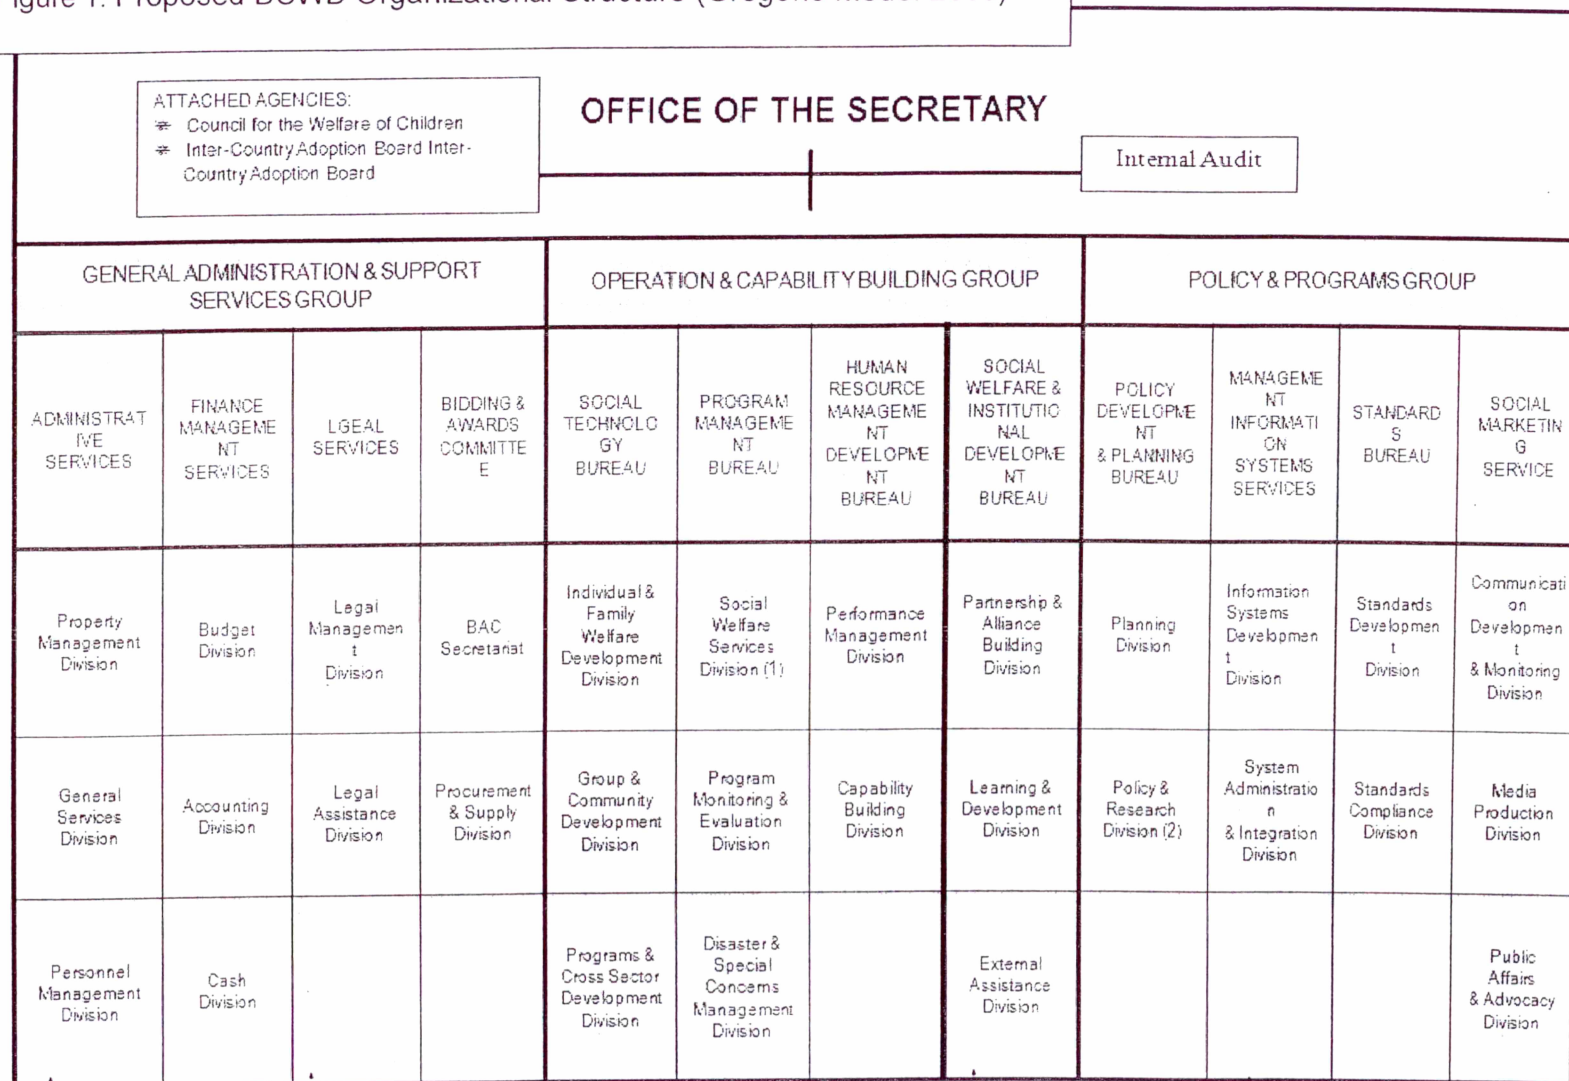 igure 1. Proposed Organizational Structure
ATTACHED AGENCIES:
Council for the Welfare of Children
Inter-Country Adoption Board Inter-
Country Adoption Board
OFFICE OF THE SECRETARY
Internal Audit
GENERAL ADMINISTRATION & SUPPORT
SERVICES GROUP
OPERATION & CAPABILITY BUILDING GROUP
POLICY & PROGRAMS GROUP
ADMINISTRAT
IVE
SERVICES
FINANCE
MANAGEME
NT
SERVICES
LGEAL
SERVICES
BIDDING &
AWARDS
COMMITTE
E
SOCIAL
TECHNOLO
GY
BUREAU
PROGRAM
MANAGEME
NT
BUREAU
HUMAN
RESOURCE
MANAGEME
NT
DEVELOPME
NT
BUREAU
SOCIAL
WELFARE &
INSTITUTIO
NAL
DEVELOPME
NT
BUREAU
POLICY
DEVELOPME
NT
& PLANNING
BUREAU
MANAGEME
NT
INFORMATI
ON
SYSTEMS
SERVICES
STANDARD
S
BUREAU
SOCIAL
MARKETIN
G
SERVICE
Property
Management
Division
Budget
Division
Legal
Managemen
t
Division
BAC
Secretariat
Individual &
Family
Welfare
Development
Division
Social
Welfare
Services
Division (1)
Performance
Management
Division
Partnership &
Alliance
Building
Division
Planning
Division
Information
Systems
Developmen
t
Division
Standards
Developmen
t
Division
Communicati
on
Developmen
t
& Monitoring
Division
General
Services
Division
Accounting
Division
Legal
Assistance
Division
Procurement
& Supply
Division
Group &
Community
Development
Division
Program
Monitoring &
Evaluation
Division
Capability
Building
Division
Learning &
Development
Division
Policy &
Research
Division (2)
System
Administratio
n
& Integration
Division
Standards
Compliance
Division
Media
Production
Division
Personnel
Management
Division
Cash
Division
Programs &
Cross Sector
Development
Division
Disaster &
Special
Concerns
Management
Division
External
Assistance
Division
Public
Affairs
& Advocacy
Division